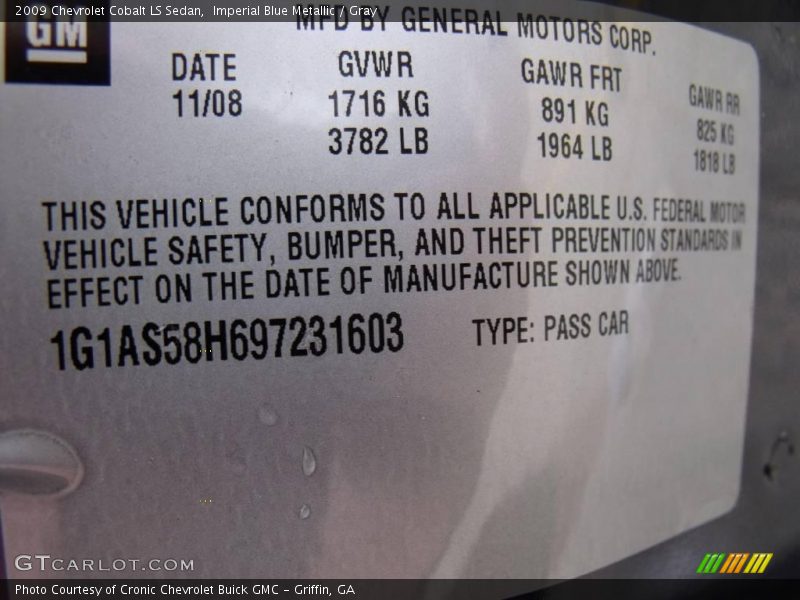 2009 Chevrolet Cobalt LS Sedan,  Imperial Blue Metallic / Gray
GM
MFD BY GENERAL MOTORS CORP.
DATE GVWR GAWR FRT GAWR RR
11/08 1716 KG 891 KG 825 KG
3782 LB 1964 LB 1818 LB
THIS VEHICLE CONFORMS TO ALL APPLICABLE U.S. FEDERAL MOTOR
VEHICLE SAFETY, BUMPER, AND THEFT PREVENTION STANDARDS IN
EFFECT ON THE DATE OF MANUFACTURE SHOWN ABOVE.
1G1AS58H697231603 TYPE: PASS CAR
GTCARLOT.COM
Photo Courtesy of Cronic Chevrolet Buick GMC – Griffin, GA